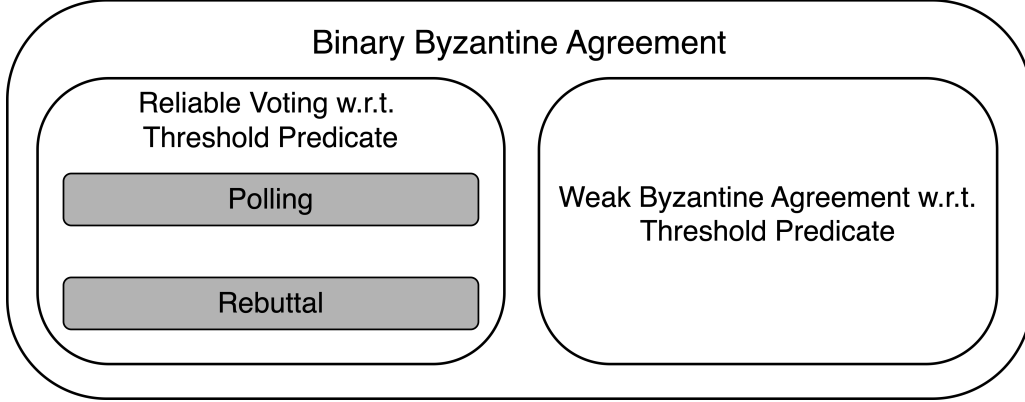 Binary Byzantine Agreement
Reliable Voting w.r.t.
Threshold Predicate
Polling
Rebuttal
Weak Byzantine Agreement w.r.t.
Threshold Predicate